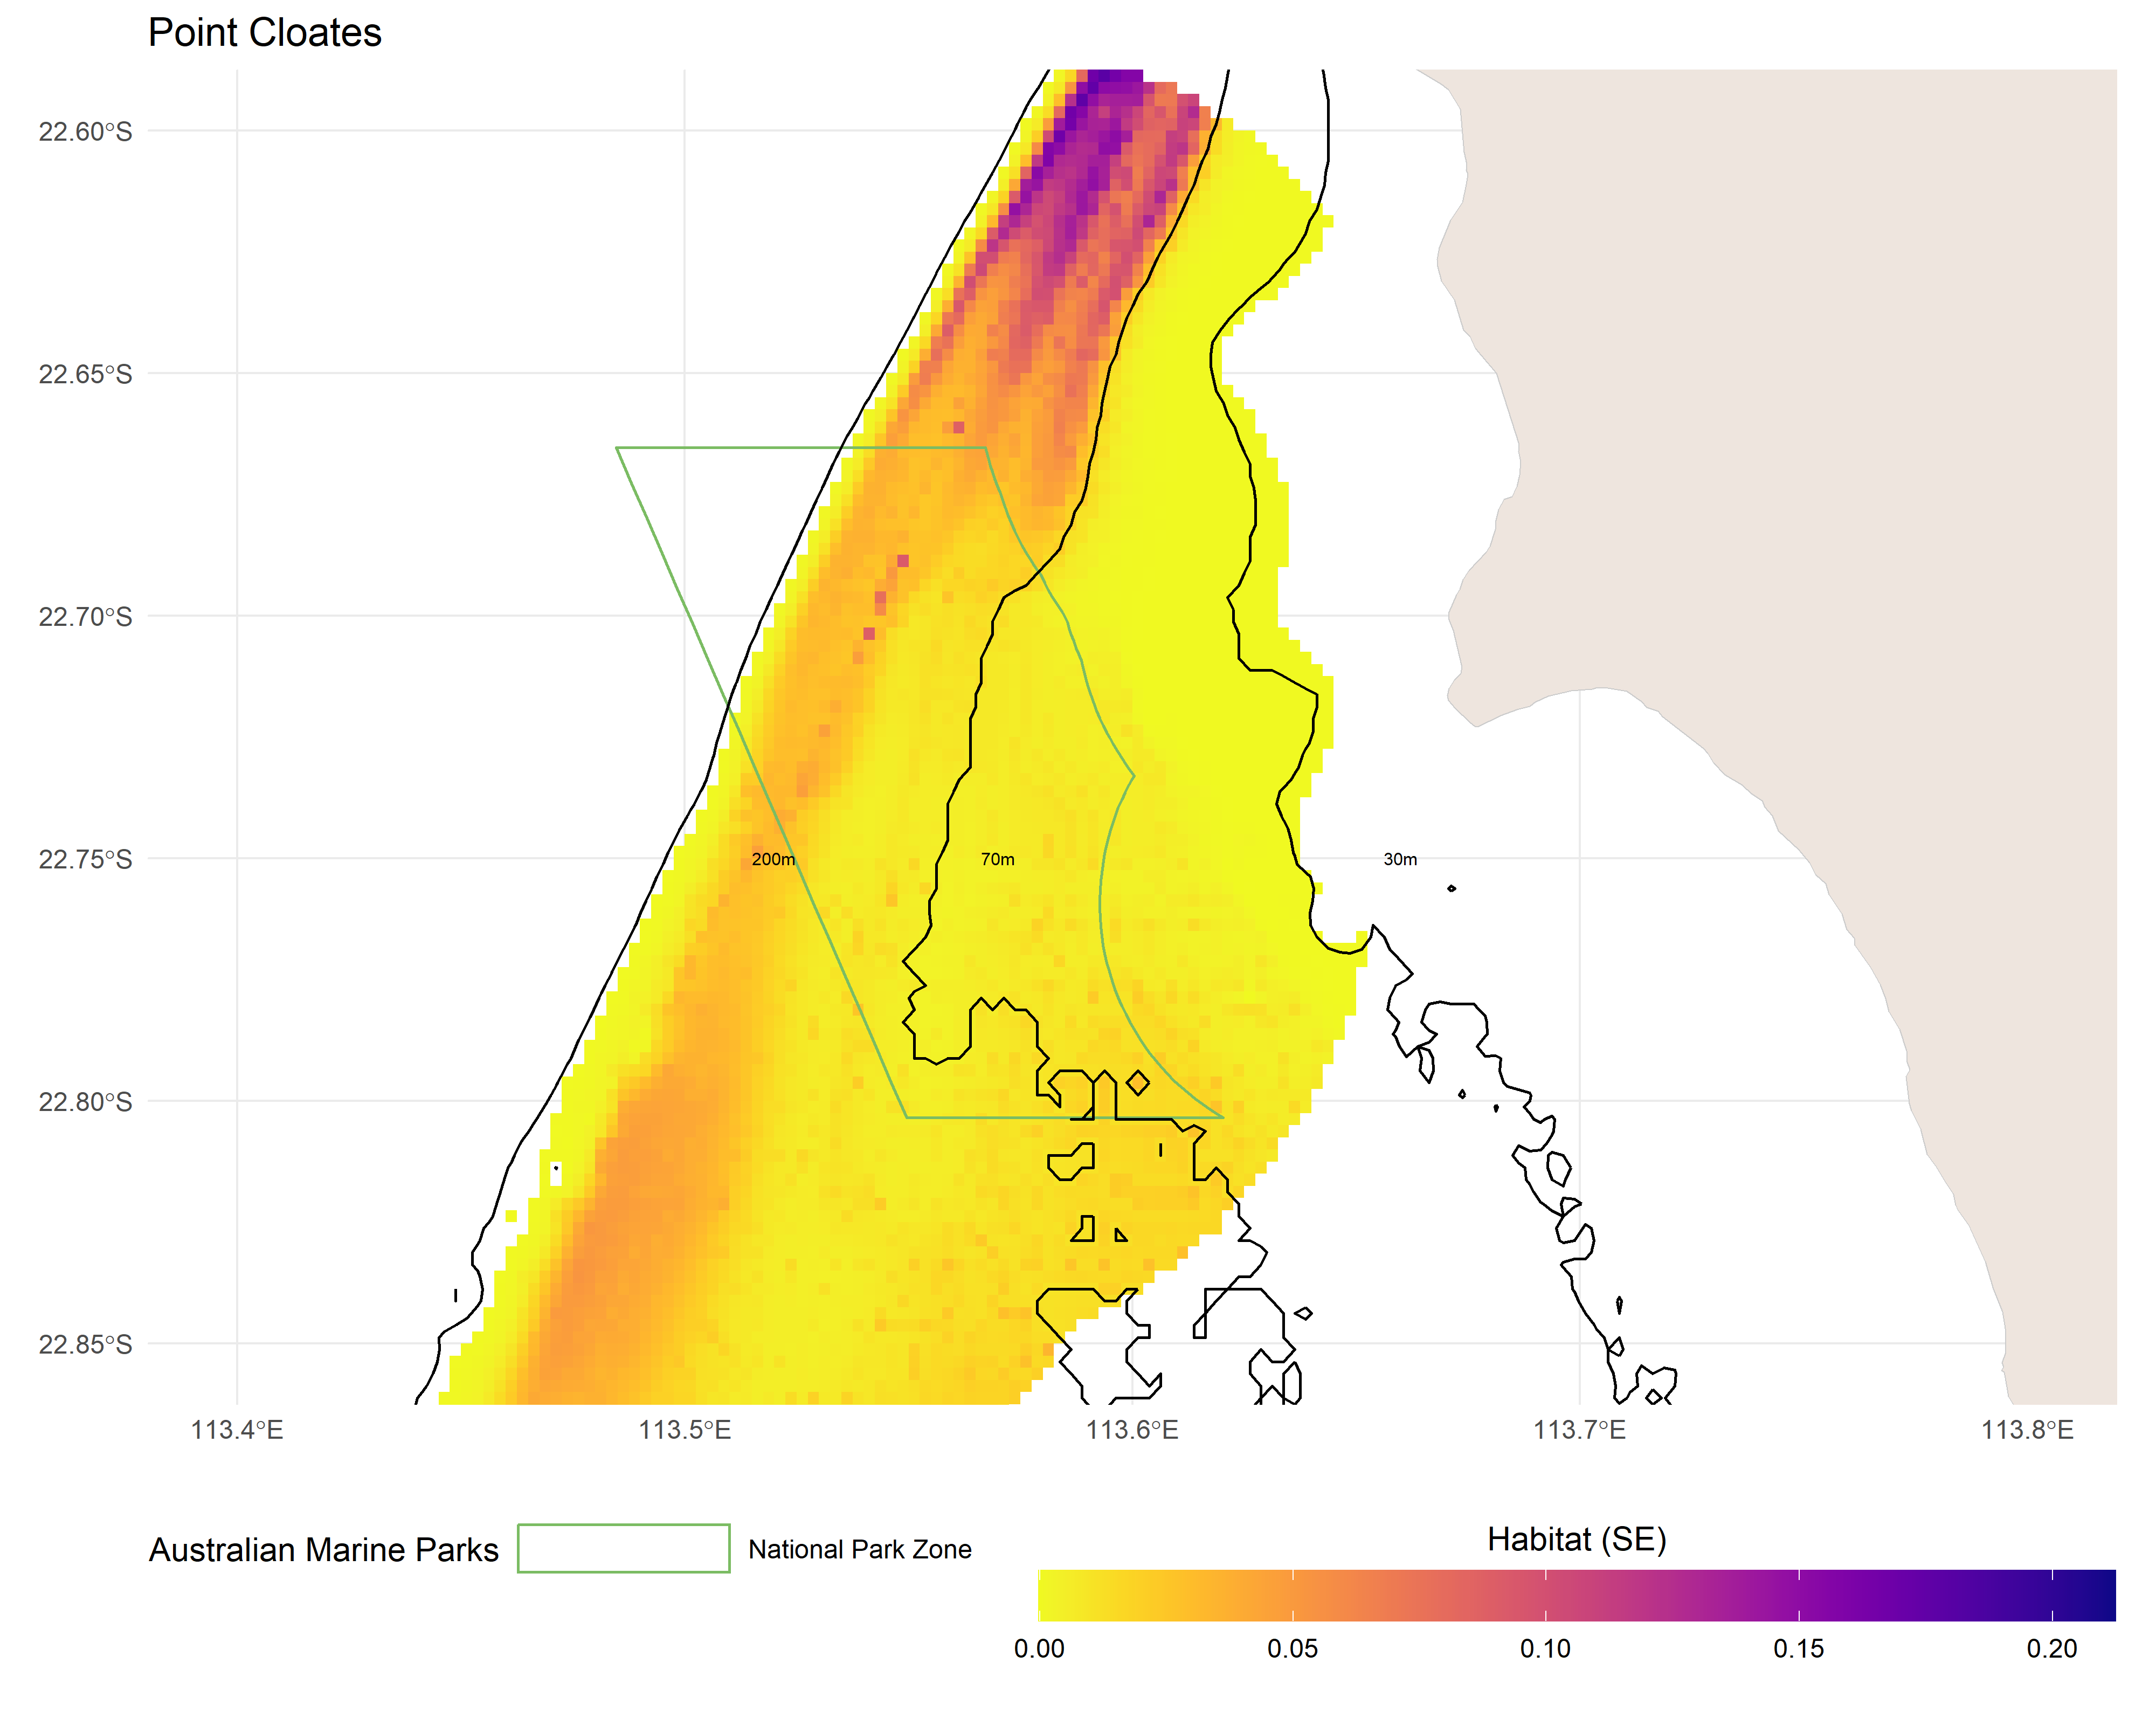 Point Cloates
22.60°S
22.65°S
22.70°S
22.75°S
22.80°S
22.85°S
200m
70m
30m
113.4°E
113.5°E
113.6°E
113.7°E
113.8°E
Australian Marine Parks
National Park Zone
Habitat (SE)
0.00
0.05
0.10
0.15
0.20